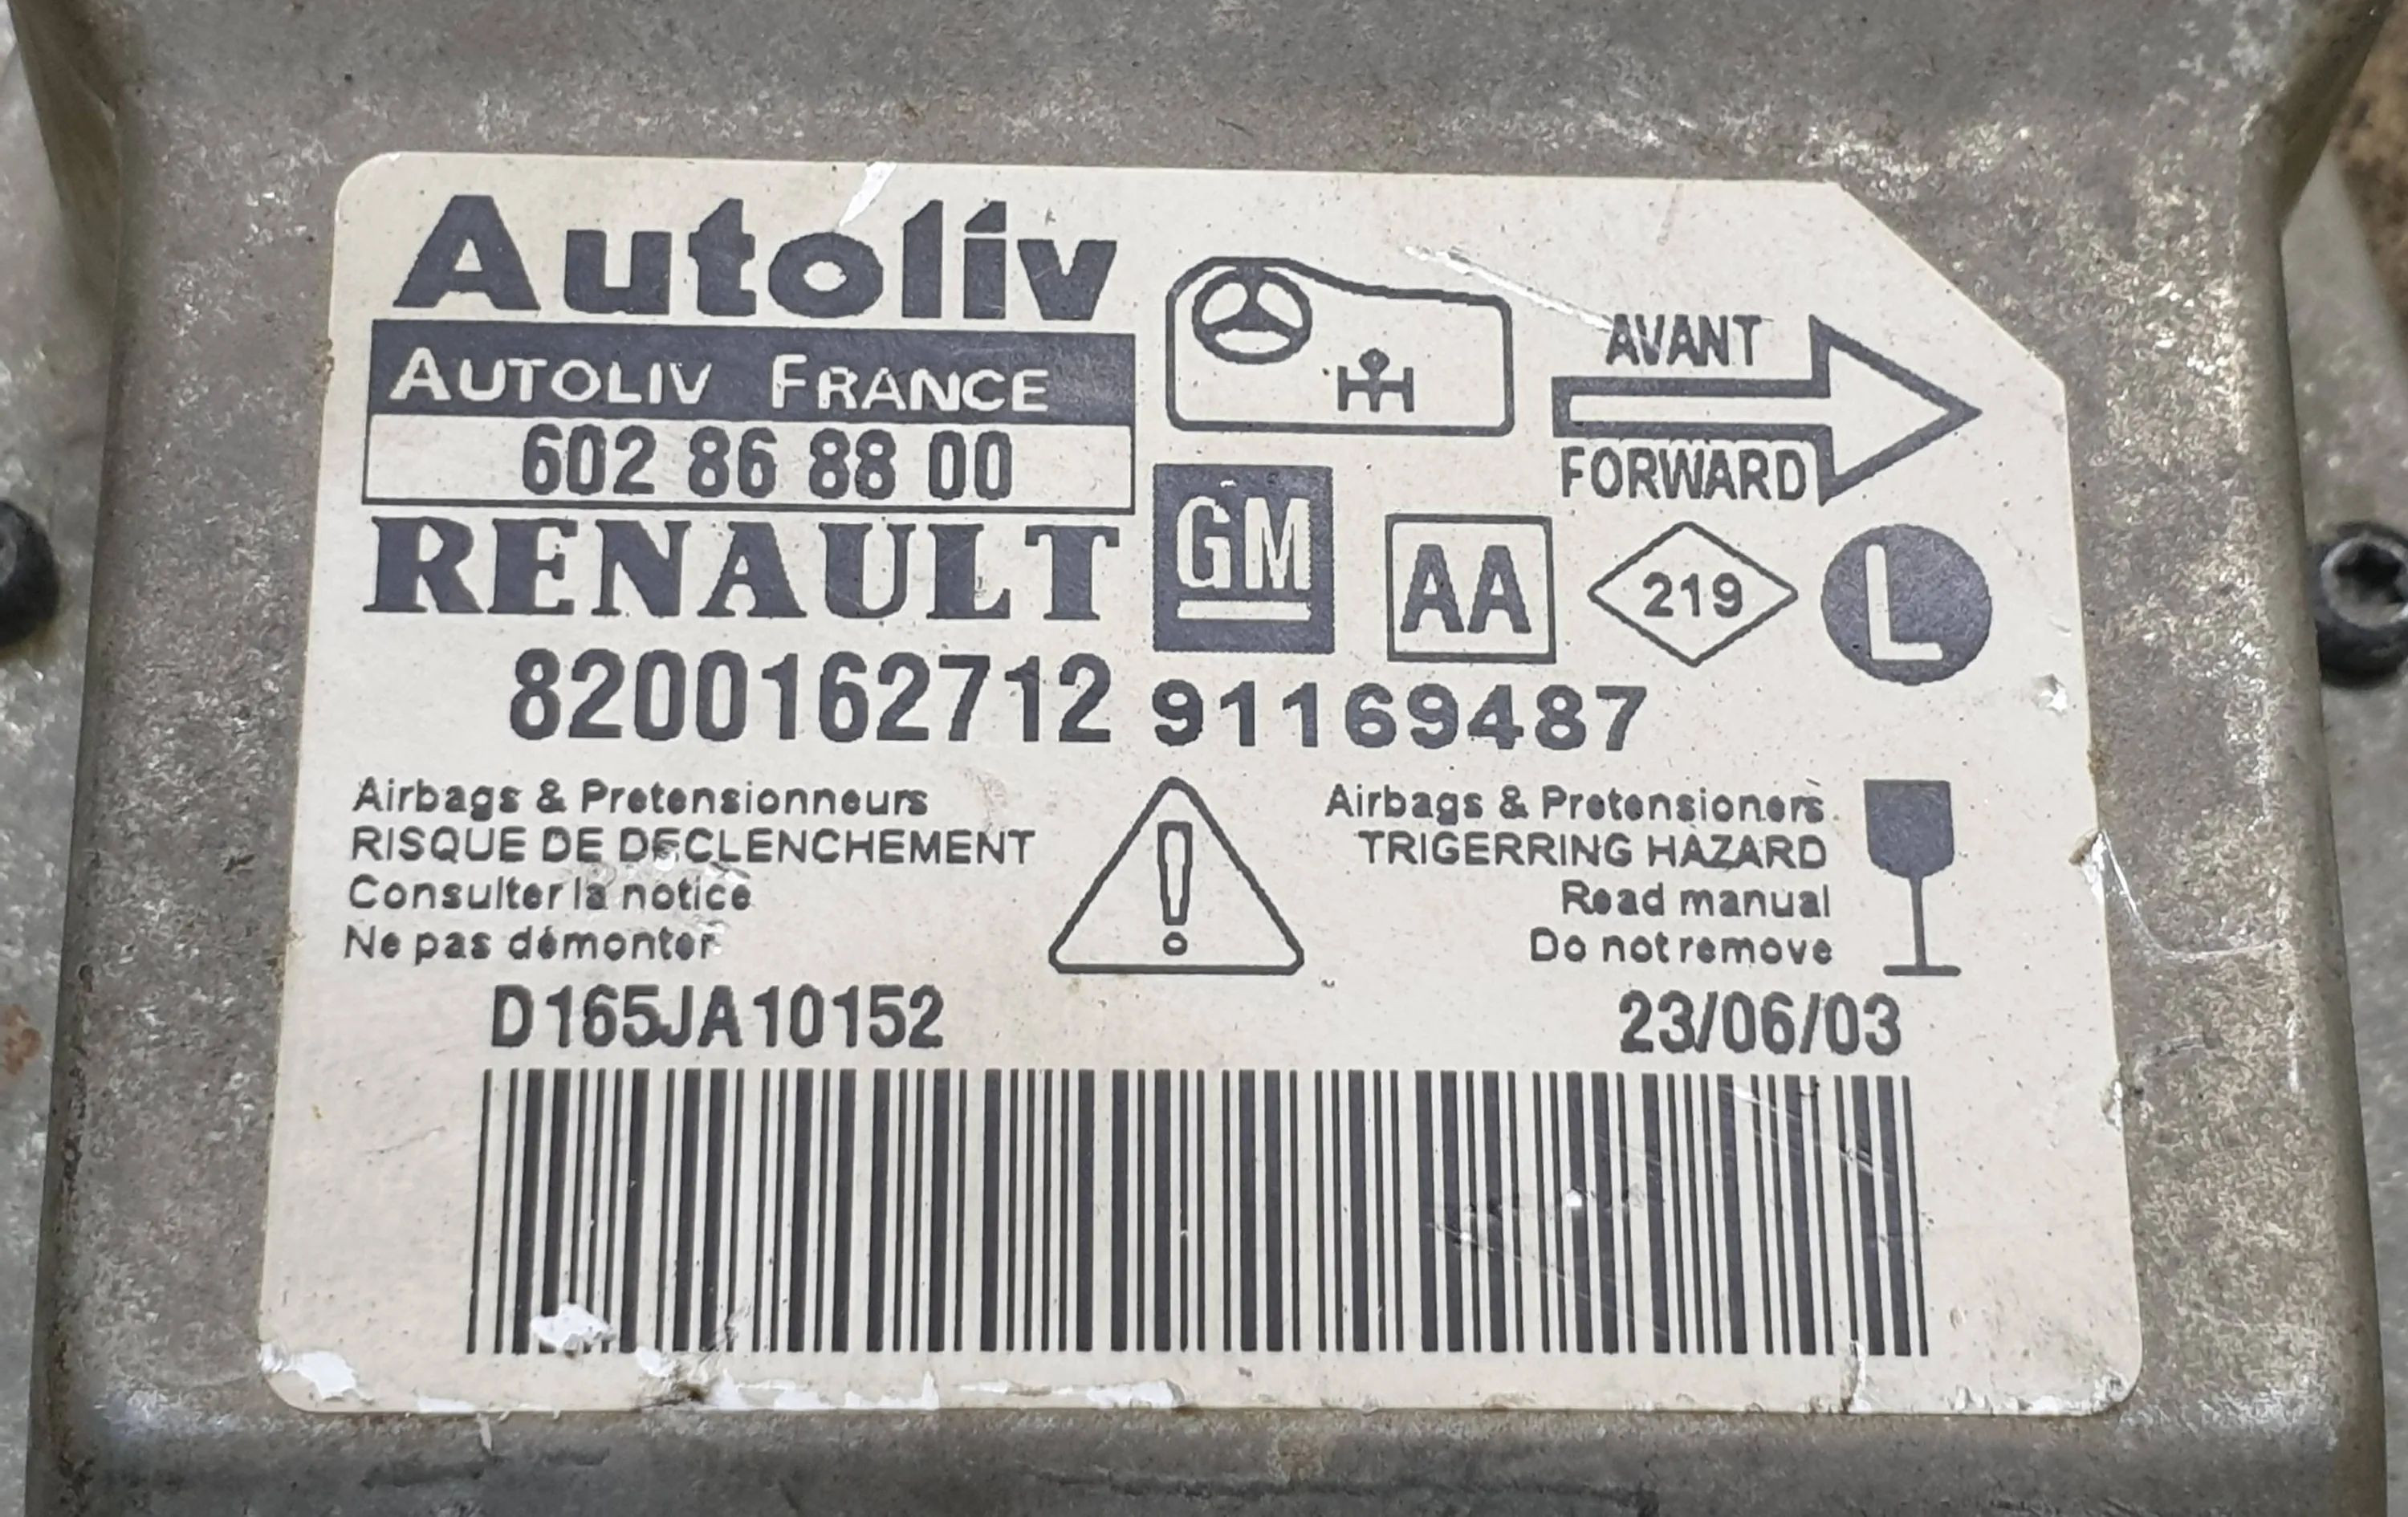 Autoliv
AUTOLIV FRANCE
602 86 88 00
AVANT
FORWARD
RENAULT
GM
AA
219
L
8200162712
91169487
Airbags & Pretensionneurs
RISQUE DE DECLENCHEMENT
Consulter la notice
Ne pas démonter
Airbags & Pretensioners
TRIGERRING HAZARD
Read manual
Do not remove
D165JA10152
23/06/03